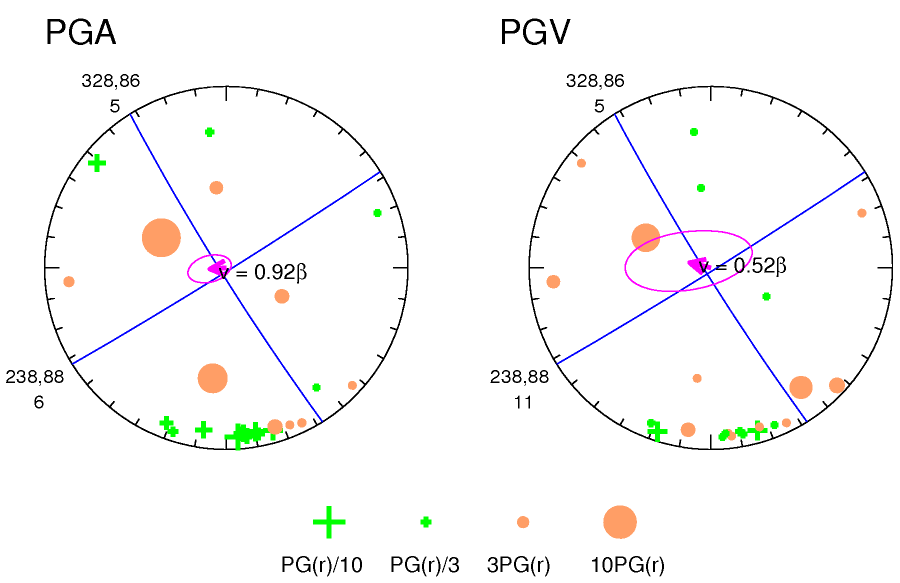 PGA
PGV
328,86
5
328,86
5
v = 0.92β
v = 0.52β
238,88
6
238,88
11
PG(r)/10 PG(r)/3 3PG(r) 10PG(r)